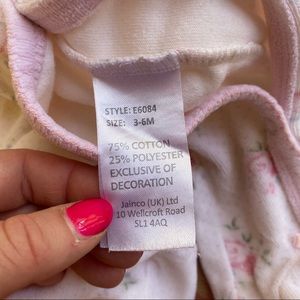 STYLE: E6084
SIZE: 3-6M
75% COTTON
25% POLYESTER
EXCLUSIVE OF
DECORATION
Jainco (UK) Ltd
10 Wellcroft Road
SL1 4AQ